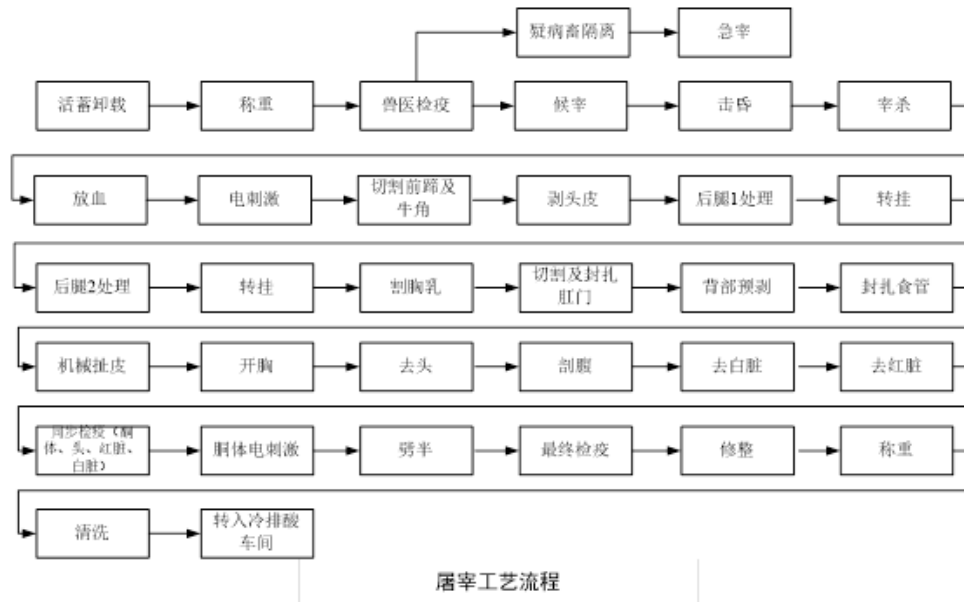 疑病畜隔离
急宰
活蓄卸载
称重
兽医检疫
候宰
击昏
宰杀
放血
电刺激
切割前蹄及
牛角
剥头皮
后腿1处理
转挂
后腿2处理
转挂
割胸乳
切割及封扎
肛门
背部预剥
封扎食管
机械扯皮
开胸
去头
剖腹
去白脏
去红脏
同步检疫（胴
体、头、红脏、
白脏）
胴体电刺激
劈半
最终检疫
修整
称重
清洗
转入冷排酸
车间
屠宰工艺流程